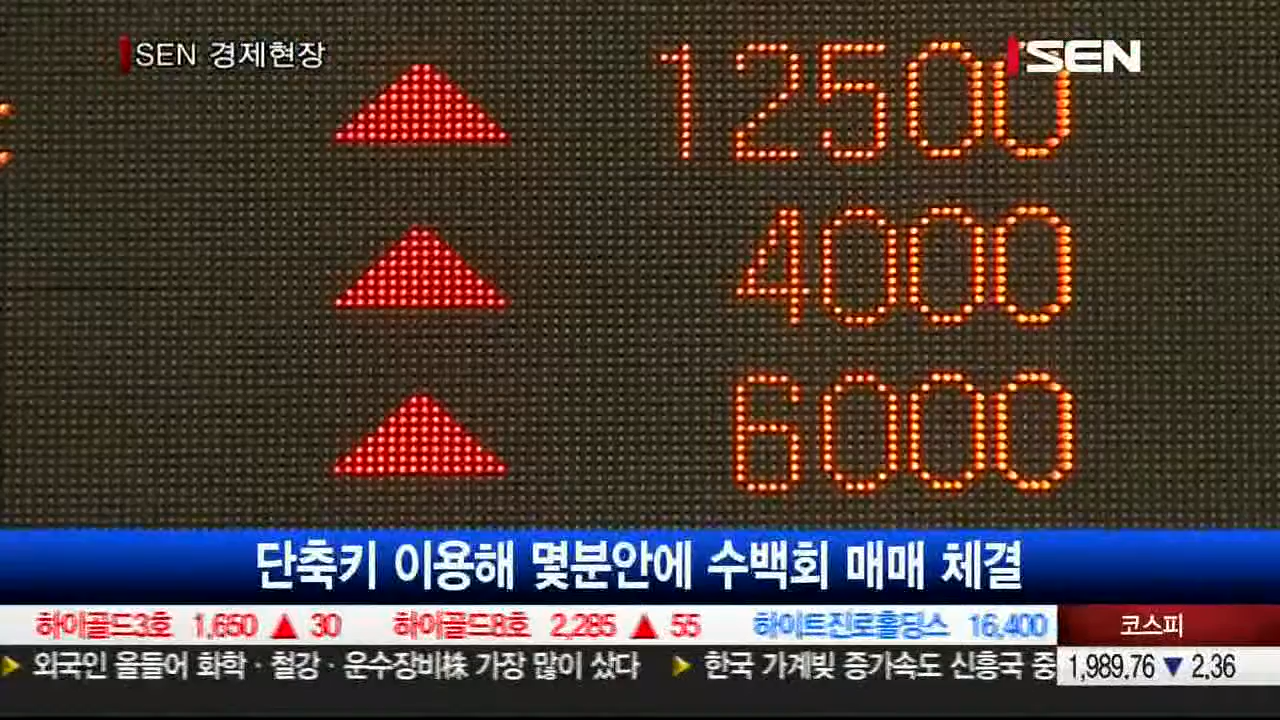 SEN 경제현장
SEN
▲ 12500
▲ 4000
▲ 6000
단축키 이용해 몇분안에 수백회 매매 체결
하이골드3호 1,650 ▲ 30 하이골드8호 2,285 ▲ 55 하이트진로홀딩스 16,400
코스피
외국인 올들어 화학·철강·운수장비株 가장 많이 샀다 한국 가계빚 증가속도 신흥국 중
1,989.76 ▼ 2.36